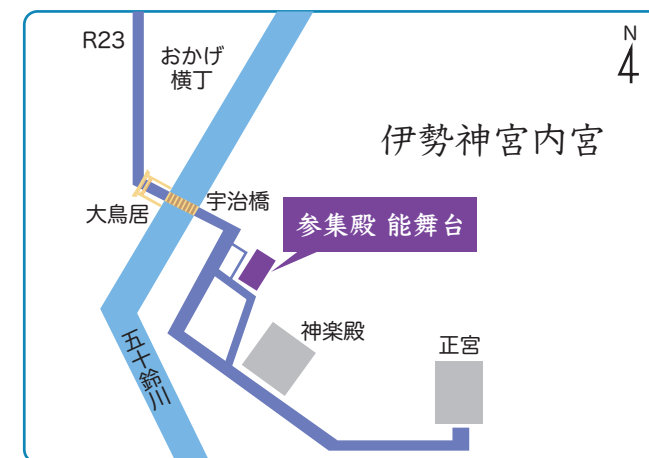 R23
おかげ
横丁
N
伊勢神宮内宮
大鳥居
宇治橋
参集殿 能舞台
神楽殿
正宮
五十鈴川